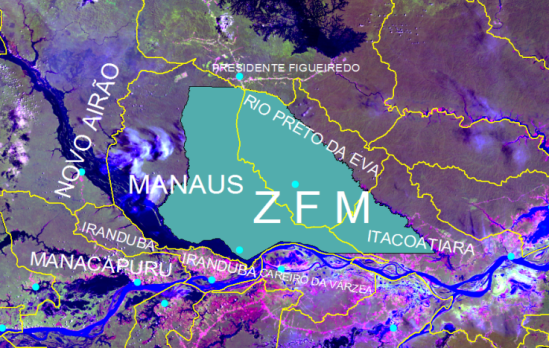 PRESIDENTE FIGUEIREDO
NOVO AIRÃO
RIO PRETO DA EVA
MANAUS
Z F M
ITACOATIARA
IRANDUBA
MANACAPURU
IRANDUBA
CAREIRO DA VARZEA